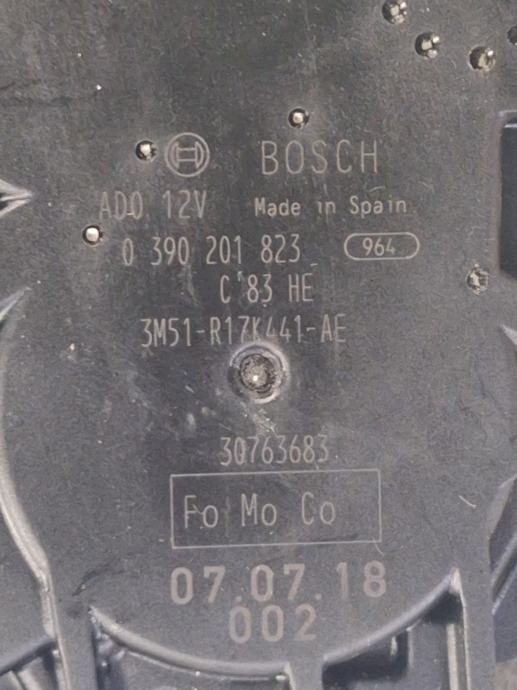 BOSCH
AD0 12V Made in Spain
0 390 201 823 964
C 83 HE
3M51-R17K441-AE
30763683
Fo Mo Co
07.07.18
002